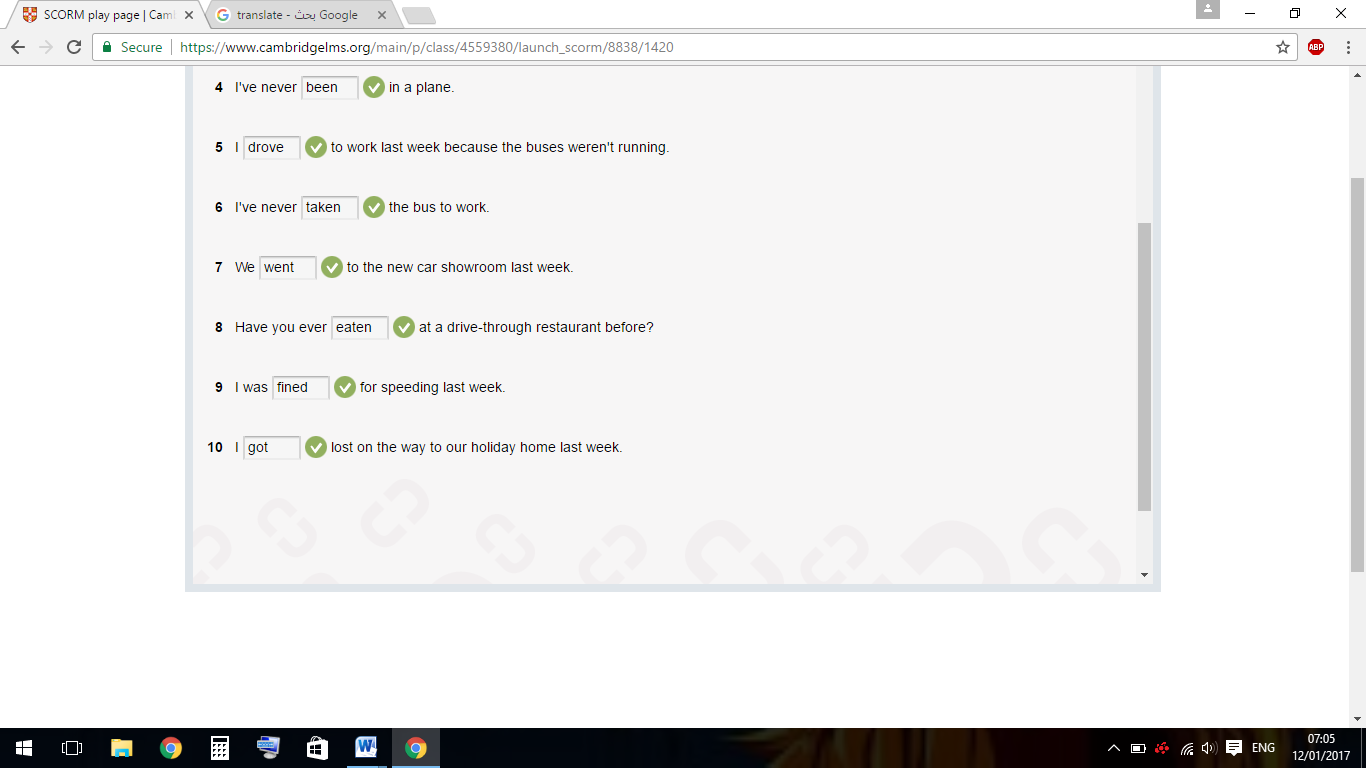 SCORM play page | Cam
translate - بحث Google
Secure
https://www.cambridgelms.org/main/p/class/4559380/launch_scorm/8838/1420
ABP
4 I've never been in a plane.
5 I drove to work last week because the buses weren't running.
6 I've never taken the bus to work.
7 We went to the new car showroom last week.
8 Have you ever eaten at a drive-through restaurant before?
9 I was fined for speeding last week.
10 I got lost on the way to our holiday home last week.
ENG
07:05
12/01/2017